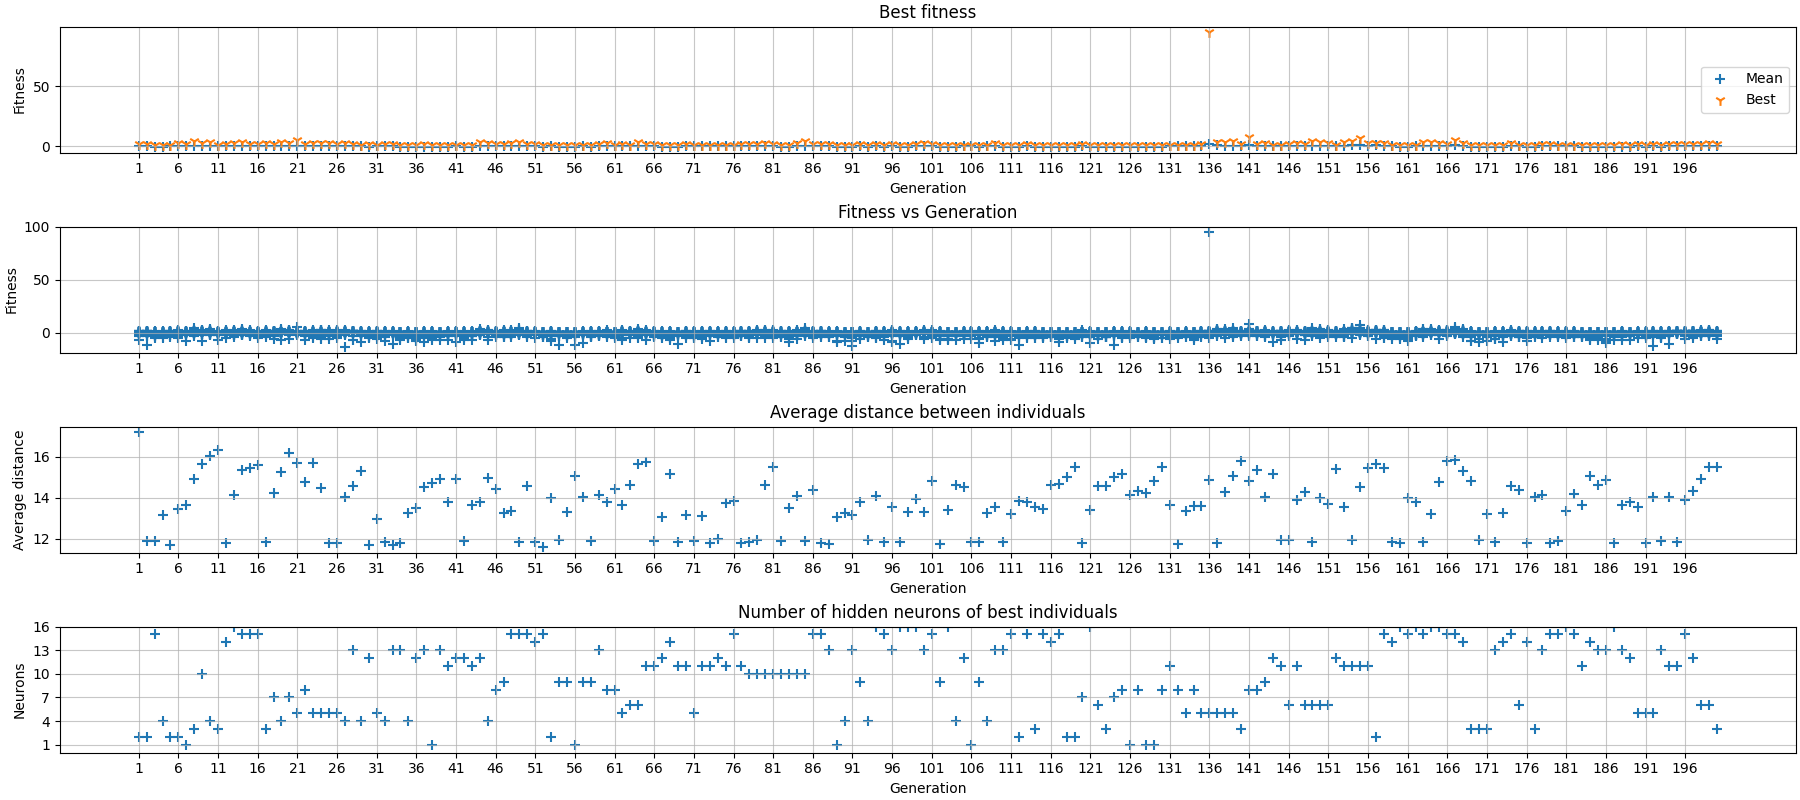 Best fitness
Fitness
50
0
Mean
Best
1 6 11 16 21 26 31 36 41 46 51 56 61 66 71 76 81 86 91 96 101 106 111 116 121 126 131 136 141 146 151 156 161 166 171 176 181 186 191 196
Generation
Fitness vs Generation
Fitness
100
50
0
1 6 11 16 21 26 31 36 41 46 51 56 61 66 71 76 81 86 91 96 101 106 111 116 121 126 131 136 141 146 151 156 161 166 171 176 181 186 191 196
Generation
Average distance between individuals
Average distance
16
14
12
1 6 11 16 21 26 31 36 41 46 51 56 61 66 71 76 81 86 91 96 101 106 111 116 121 126 131 136 141 146 151 156 161 166 171 176 181 186 191 196
Generation
Number of hidden neurons of best individuals
Neurons
16
13
10
7
4
1
1 6 11 16 21 26 31 36 41 46 51 56 61 66 71 76 81 86 91 96 101 106 111 116 121 126 131 136 141 146 151 156 161 166 171 176 181 186 191 196
Generation